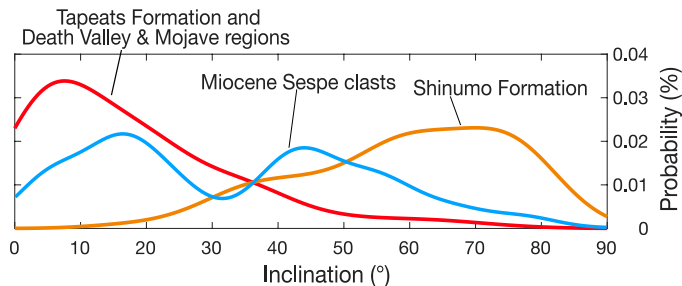 Tapeats Formation and
Death Valley & Mojave regions
Miocene Sespe clasts
Shinumo Formation
0.04
0.03
0.02
0.01
0
Probability (%)
0 10 20 30 40 50 60 70 80 90
Inclination (°)